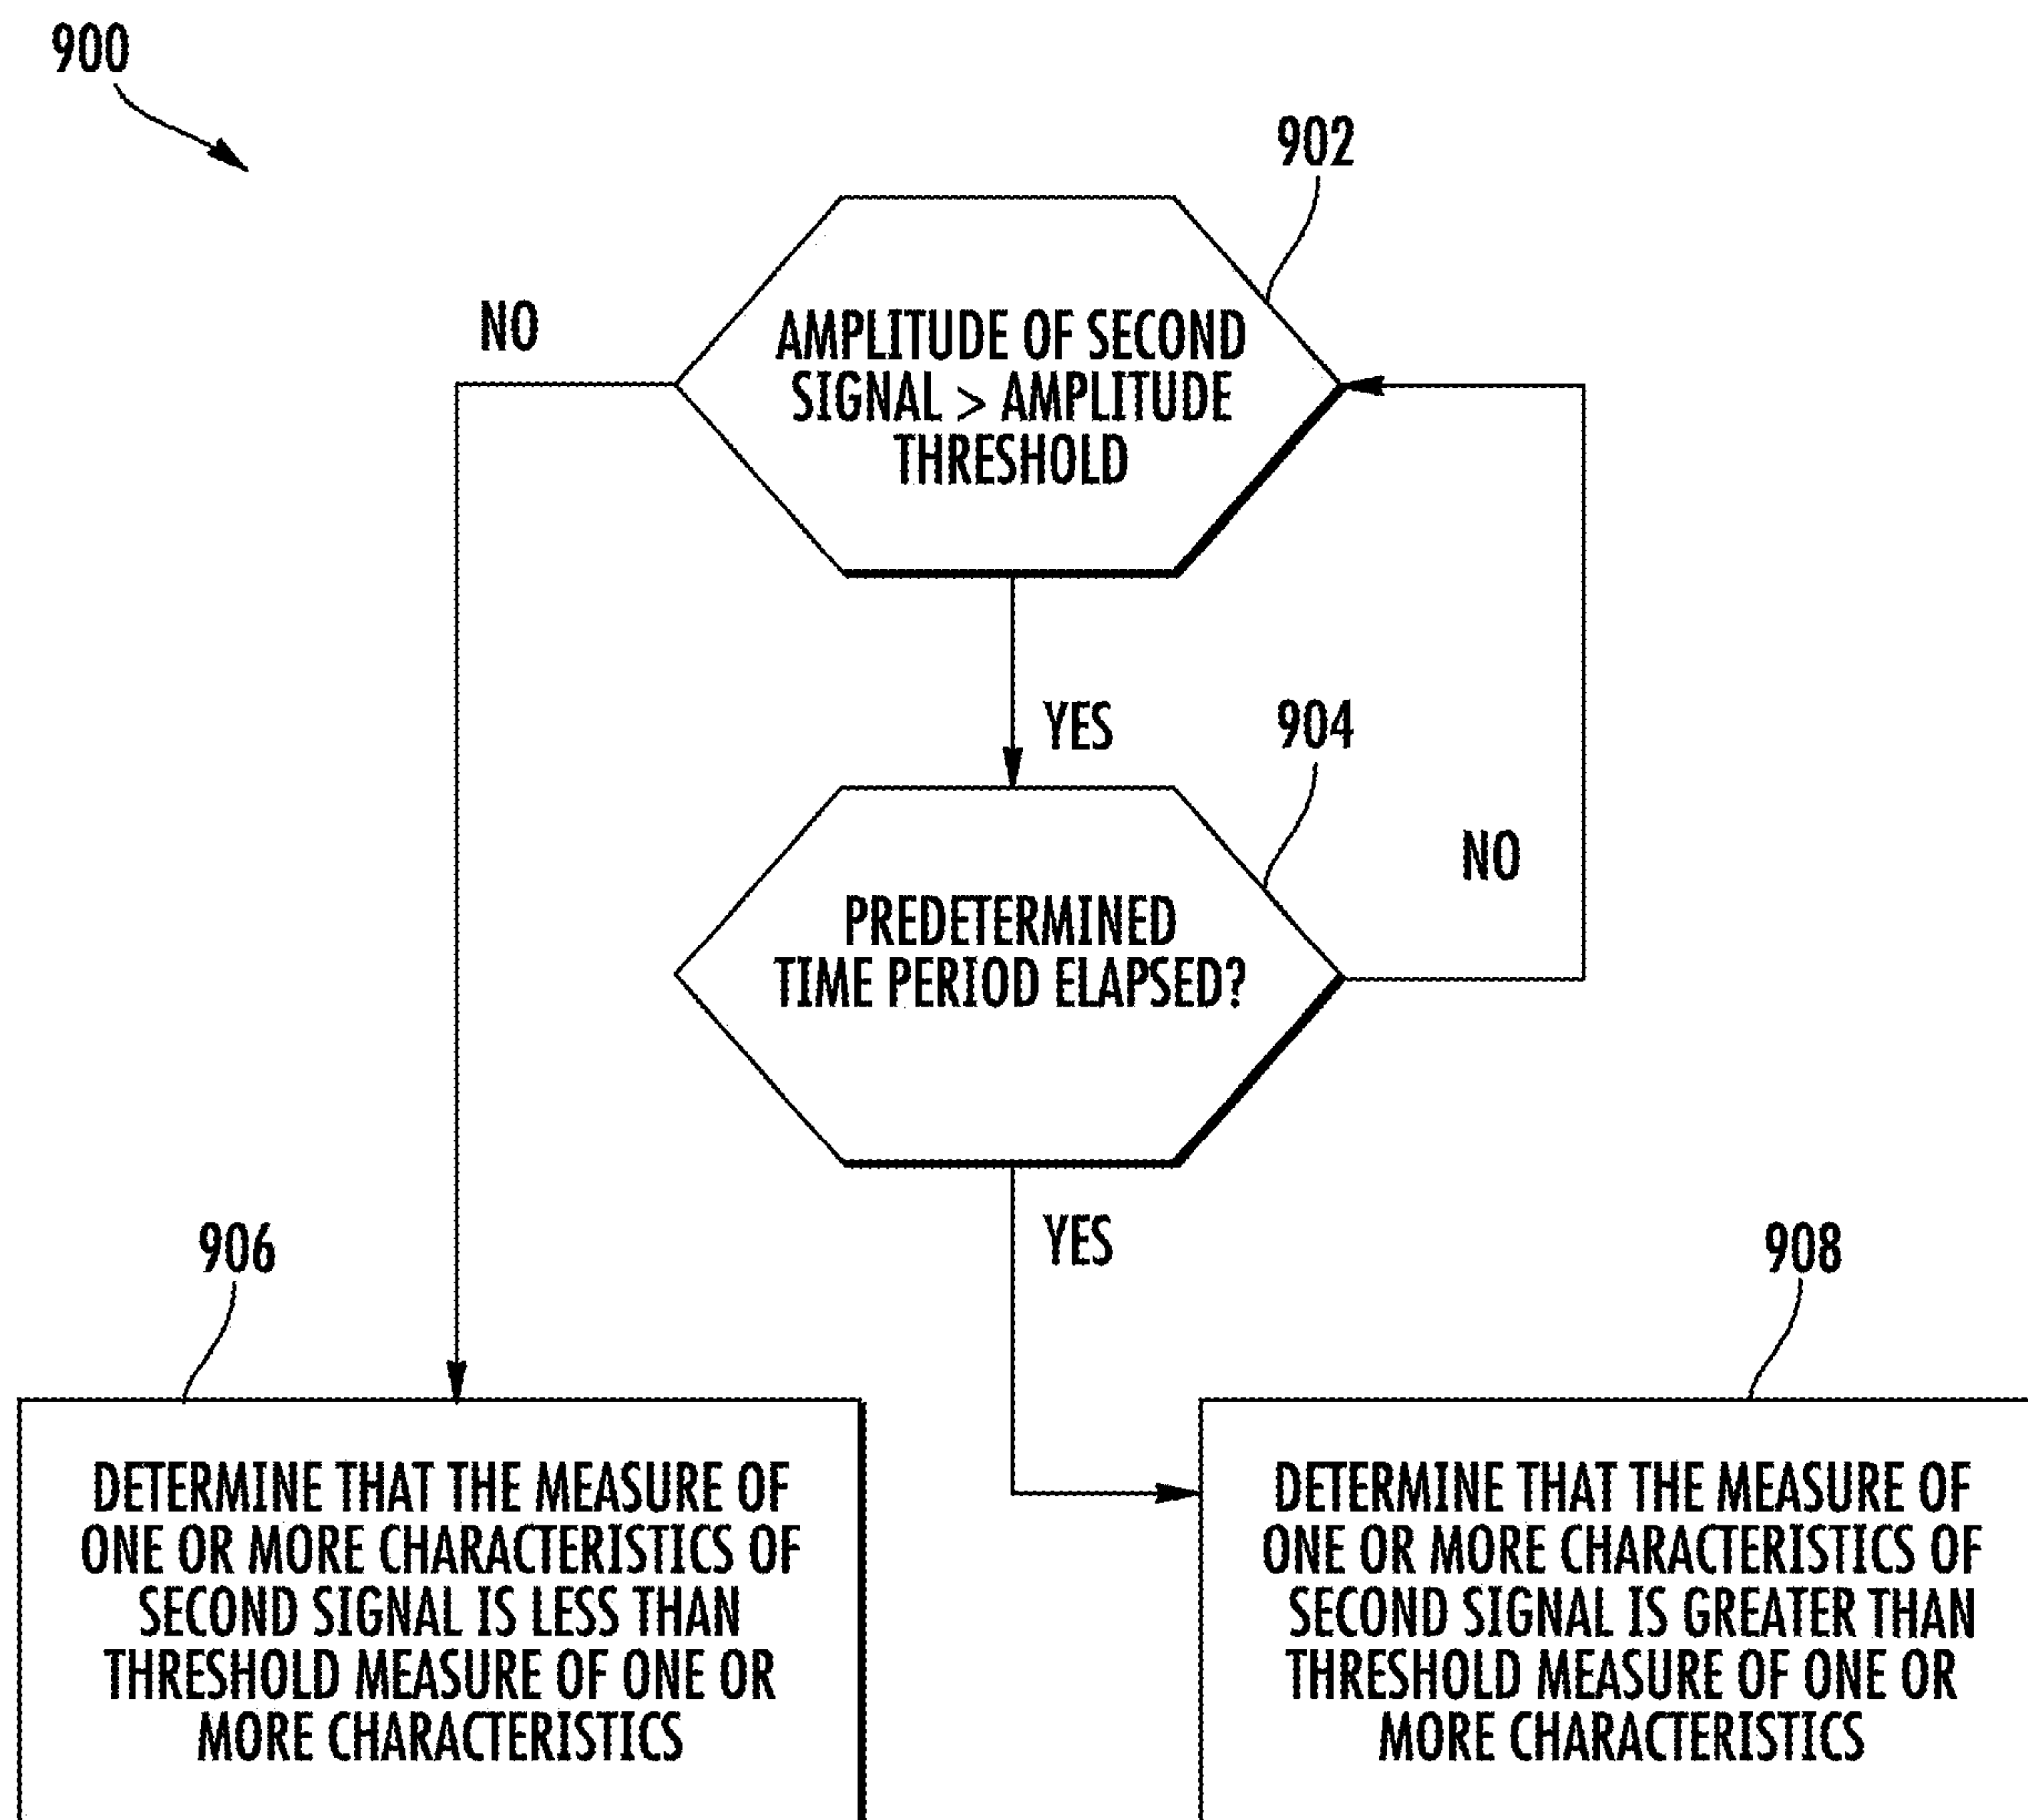 900
902
NO
AMPLITUDE OF SECOND
SIGNAL > AMPLITUDE
THRESHOLD
YES
904
NO
PREDETERMINED
TIME PERIOD ELAPSED?
YES
906
908
DETERMINE THAT THE MEASURE OF
ONE OR MORE CHARACTERISTICS OF
SECOND SIGNAL IS LESS THAN
THRESHOLD MEASURE OF ONE OR
MORE CHARACTERISTICS
DETERMINE THAT THE MEASURE OF
ONE OR MORE CHARACTERISTICS OF
SECOND SIGNAL IS GREATER THAN
THRESHOLD MEASURE OF ONE OR
MORE CHARACTERISTICS